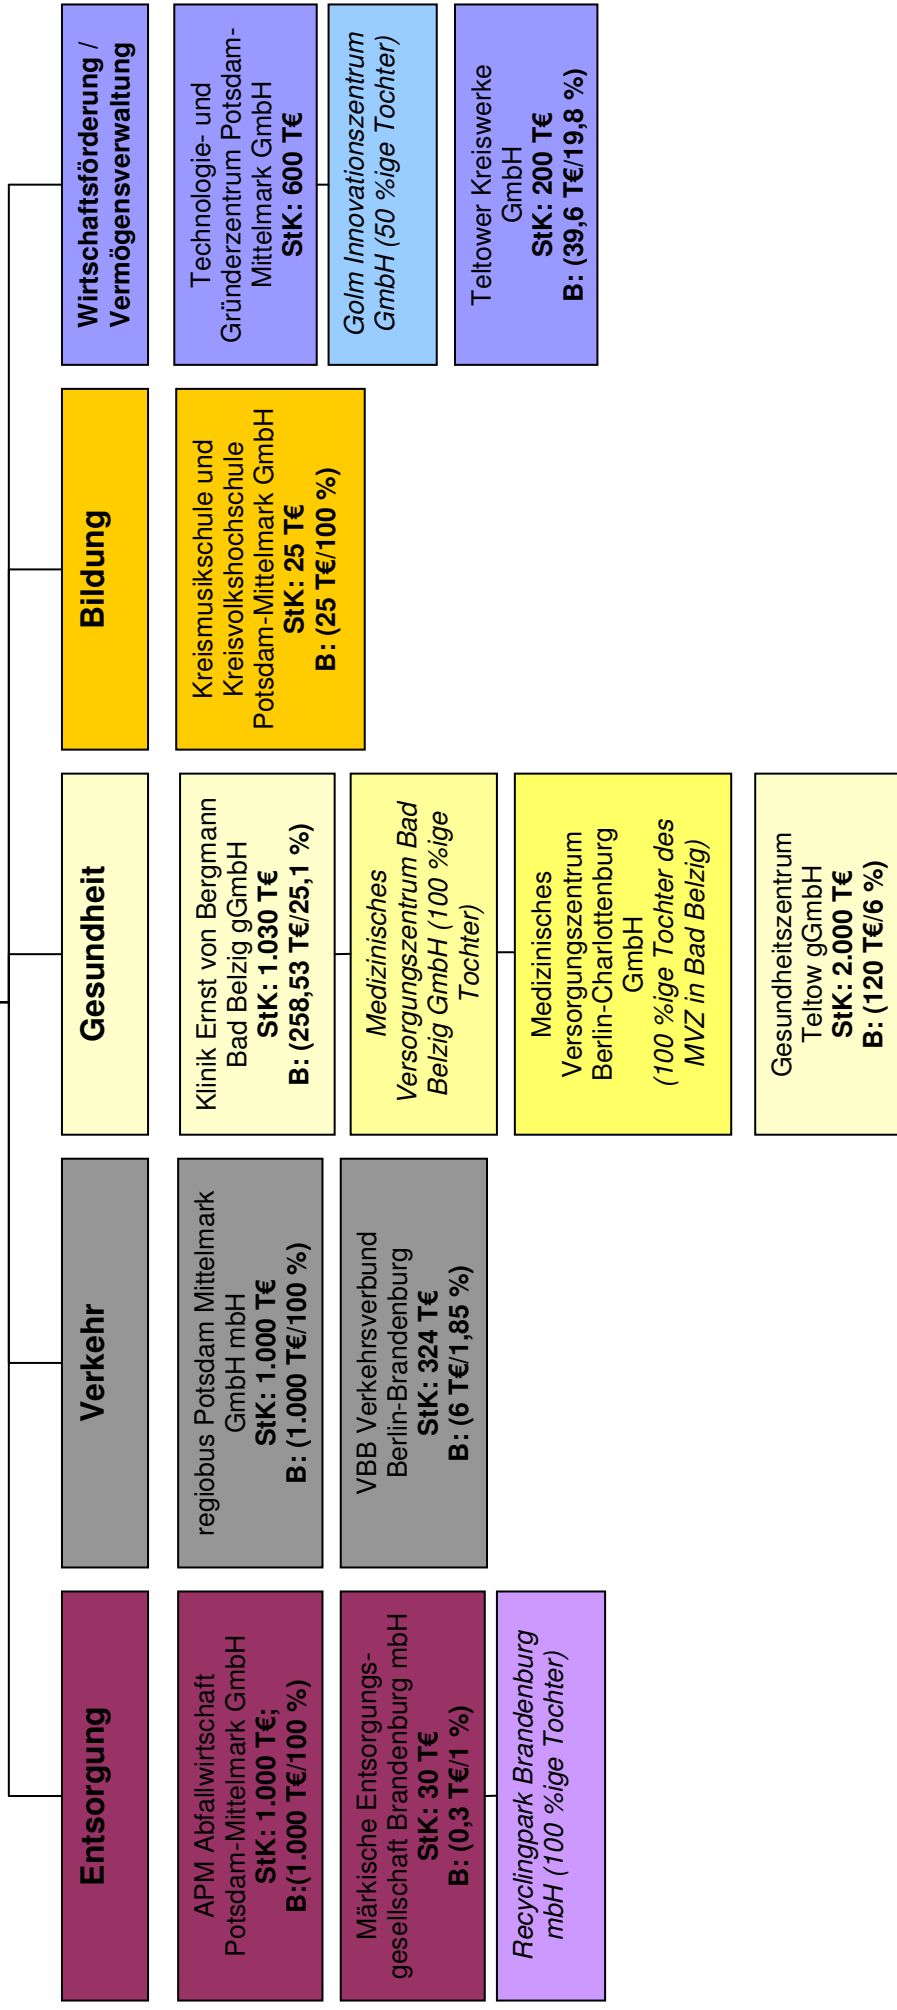 Entsorgung
APM Abfallwirtschaft
Potsdam-Mittelmark GmbH
StK: 1.000 T€;
B:(1.000 T€/100 %)
Märkische Entsorgungs-
gesellschaft Brandenburg mbH
StK: 30 T€
B: (0,3 T€/1 %)
Recyclingpark Brandenburg
mbH (100 %ige Tochter)
Verkehr
regiobus Potsdam Mittelmark
GmbH mbH
StK: 1.000 T€
B: (1.000 T€/100 %)
VBB Verkehrsverbund
Berlin-Brandenburg
StK: 324 T€
B: (6 T€/1,85 %)
Gesundheit
Klinik Ernst von Bergmann
Bad Belzig gGmbH
StK: 1.030 T€
B: (258,53 T€/25,1 %)
Medizinisches
Versorgungszentrum Bad
Belzig GmbH (100 %ige
Tochter)
Medizinisches
Versorgungszentrum
Berlin-Charlottenburg
GmbH
(100 %ige Tochter des
MVZ in Bad Belzig)
Gesundheitszentrum
Teltow gGmbH
StK: 2.000 T€
B: (120 T€/6 %)
Bildung
Kreismusikschule und
Kreisvolkshochschule
Potsdam-Mittelmark GmbH
StK: 25 T€
B: (25 T€/100 %)
Wirtschaftsförderung /
Vermögensverwaltung
Technologie- und
Gründerzentrum Potsdam-
Mittelmark GmbH
StK: 600 T€
Golm Innovationszentrum
GmbH (50 %ige Tochter)
Teltower Kreiswerke
GmbH
StK: 200 T€
B: (39,6 T€/19,8 %)